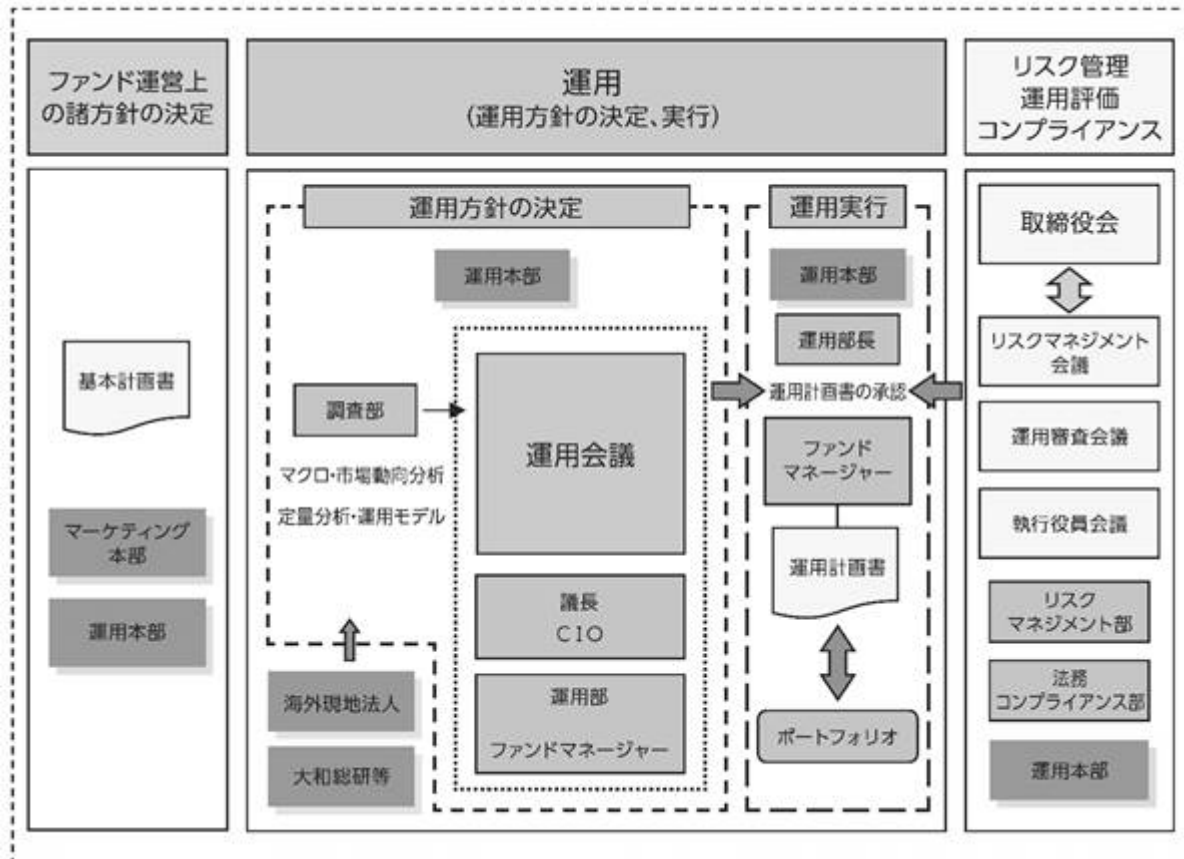 ファンド運営上
の諸方針の決定
運用
(運用方針の決定、実行)
リスク管理
運用評価
コンプライアンス
基本計画書
マーケティング
本部
運用本部
運用方針の決定
運用本部
調査部
マクロ・市場動向分析
定量分析・運用モデル
海外現地法人
大和総研等
運用会議
議長
CIO
運用部
ファンドマネージャー
運用実行
運用本部
運用部長
運用計画書の承認
ファンド
マネージャー
運用計画書
ポートフォリオ
取締役会
リスクマネジメント
会議
運用審査会議
執行役員会議
リスク
マネジメント部
法務
コンプライアンス部
運用本部